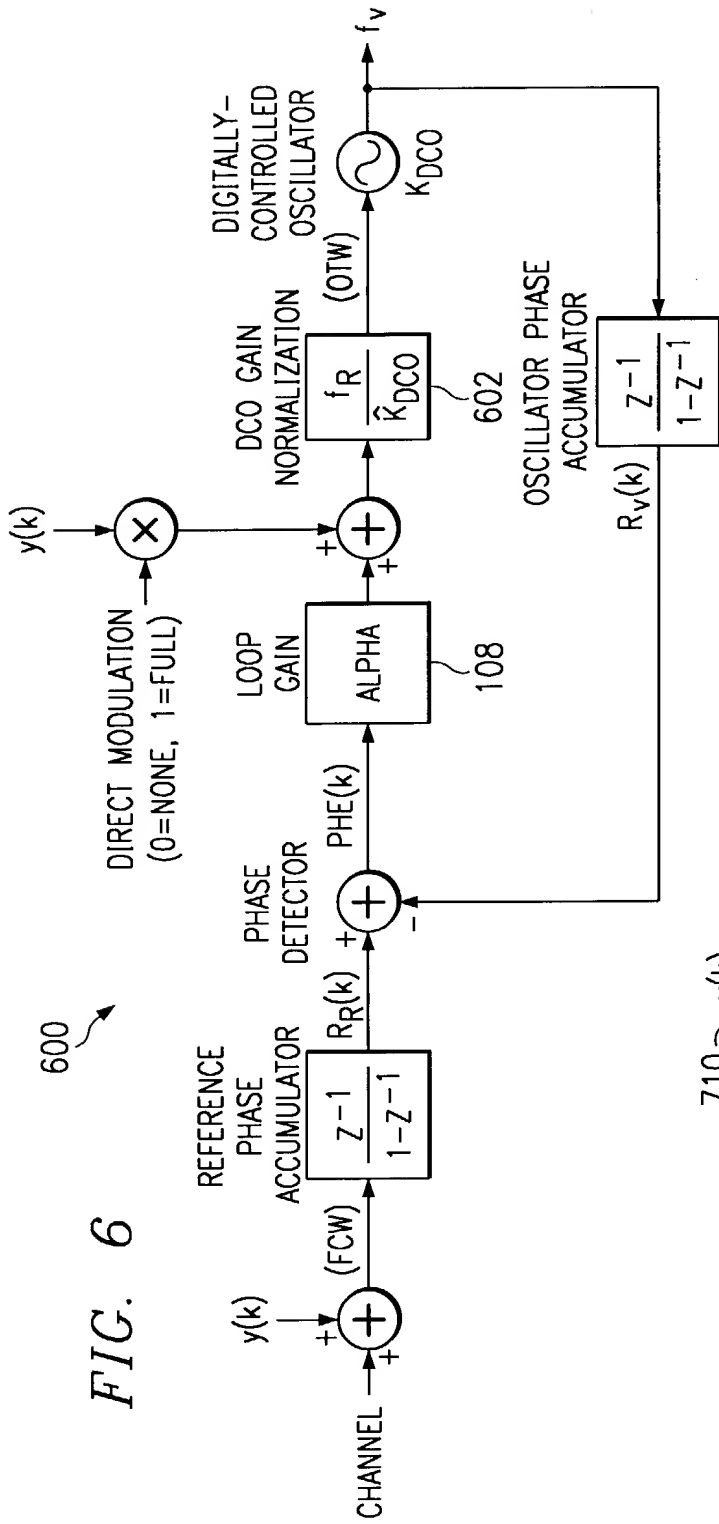 FIG. 6
600
CHANNEL
y(k)
+
+
+
(FCW)
REFERENCE
PHASE
ACCUMULATOR
Z⁻¹
1-Z⁻¹
R_R(k)
PHASE
DETECTOR
+
+
-
PHE(k)
LOOP
GAIN
ALPHA
108
DIRECT MODULATION
(0=NONE, 1=FULL)
y(k)
×
+
+
+
DCO GAIN
NORMALIZATION
f_R
K̂_DCO
602
(OTW)
DIGITALLY-
CONTROLLED
OSCILLATOR
K_DCO
f_v
OSCILLATOR PHASE
ACCUMULATOR
Z⁻¹
1-Z⁻¹
R_v(k)
710